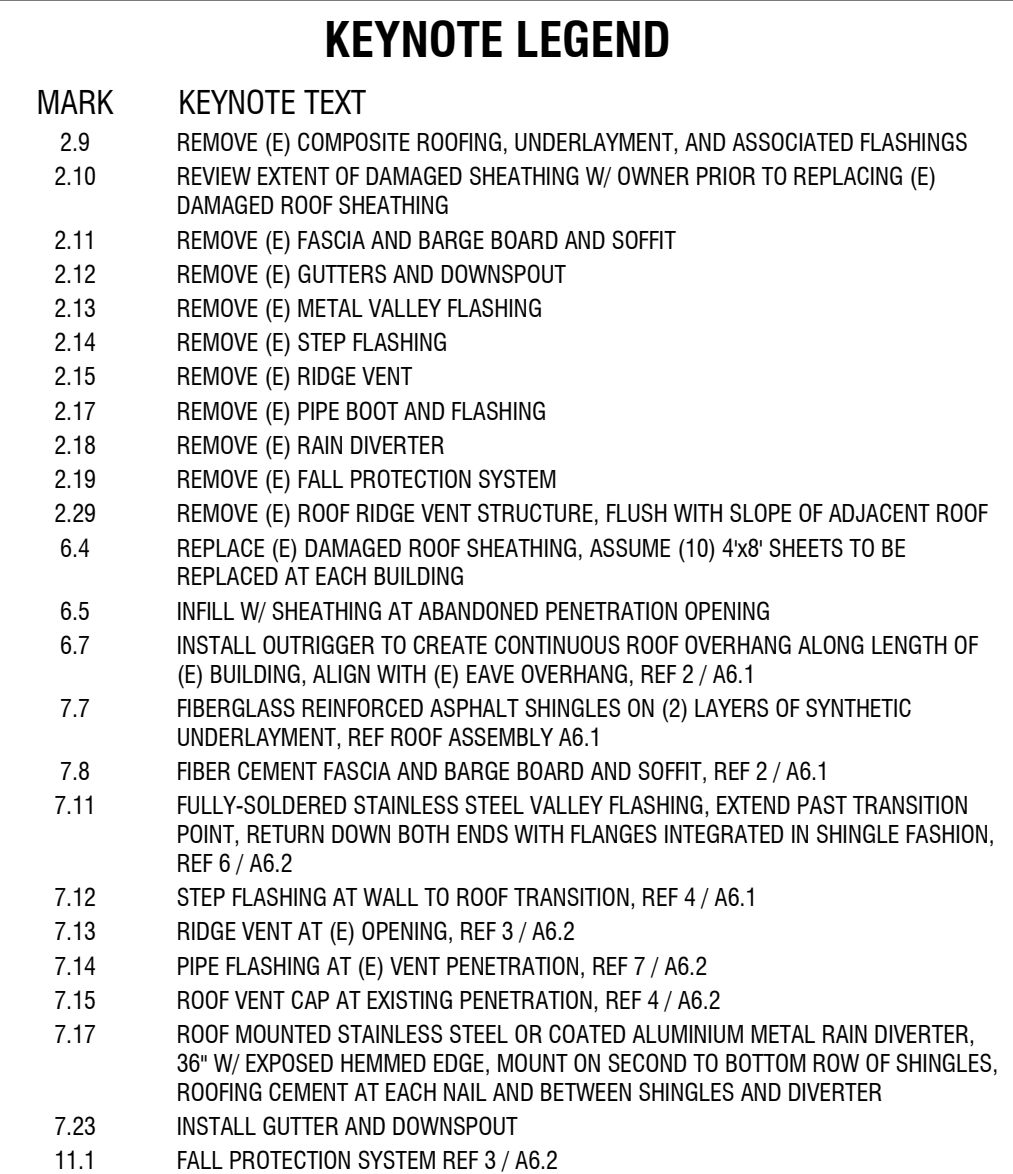 KEYNOTE LEGEND
MARK KEYNOTE TEXT
2.9 REMOVE (E) COMPOSITE ROOFING, UNDERLAYMENT, AND ASSOCIATED FLASHINGS
2.10 REVIEW EXTENT OF DAMAGED SHEATHING W/ OWNER PRIOR TO REPLACING (E)
DAMAGED ROOF SHEATHING
2.11 REMOVE (E) FASCIA AND BARGE BOARD AND SOFFIT
2.12 REMOVE (E) GUTTERS AND DOWNSPOUT
2.13 REMOVE (E) METAL VALLEY FLASHING
2.14 REMOVE (E) STEP FLASHING
2.15 REMOVE (E) RIDGE VENT
2.17 REMOVE (E) PIPE BOOT AND FLASHING
2.18 REMOVE (E) RAIN DIVERTER
2.19 REMOVE (E) FALL PROTECTION SYSTEM
2.29 REMOVE (E) ROOF RIDGE VENT STRUCTURE, FLUSH WITH SLOPE OF ADJACENT ROOF
6.4 REPLACE (E) DAMAGED ROOF SHEATHING, ASSUME (10) 4'x8' SHEETS TO BE
REPLACED AT EACH BUILDING
6.5 INFILL W/ SHEATHING AT ABANDONED PENETRATION OPENING
6.7 INSTALL OUTRIGGER TO CREATE CONTINUOUS ROOF OVERHANG ALONG LENGTH OF
(E) BUILDING, ALIGN WITH (E) EAVE OVERHANG, REF 2 / A6.1
7.7 FIBERGLASS REINFORCED ASPHALT SHINGLES ON (2) LAYERS OF SYNTHETIC
UNDERLAYMENT, REF ROOF ASSEMBLY A6.1
7.8 FIBER CEMENT FASCIA AND BARGE BOARD AND SOFFIT, REF 2 / A6.1
7.11 FULLY-SOLDERED STAINLESS STEEL VALLEY FLASHING, EXTEND PAST TRANSITION
POINT, RETURN DOWN BOTH ENDS WITH FLANGES INTEGRATED IN SHINGLE FASHION,
REF 6 / A6.2
7.12 STEP FLASHING AT WALL TO ROOF TRANSITION, REF 4 / A6.1
7.13 RIDGE VENT AT (E) OPENING, REF 3 / A6.2
7.14 PIPE FLASHING AT (E) VENT PENETRATION, REF 7 / A6.2
7.15 ROOF VENT CAP AT EXISTING PENETRATION, REF 4 / A6.2
7.17 ROOF MOUNTED STAINLESS STEEL OR COATED ALUMINIUM METAL RAIN DIVERTER,
36" W/ EXPOSED HEMMED EDGE, MOUNT ON SECOND TO BOTTOM ROW OF SHINGLES,
ROOFING CEMENT AT EACH NAIL AND BETWEEN SHINGLES AND DIVERTER
7.23 INSTALL GUTTER AND DOWNSPOUT
11.1 FALL PROTECTION SYSTEM REF 3 / A6.2